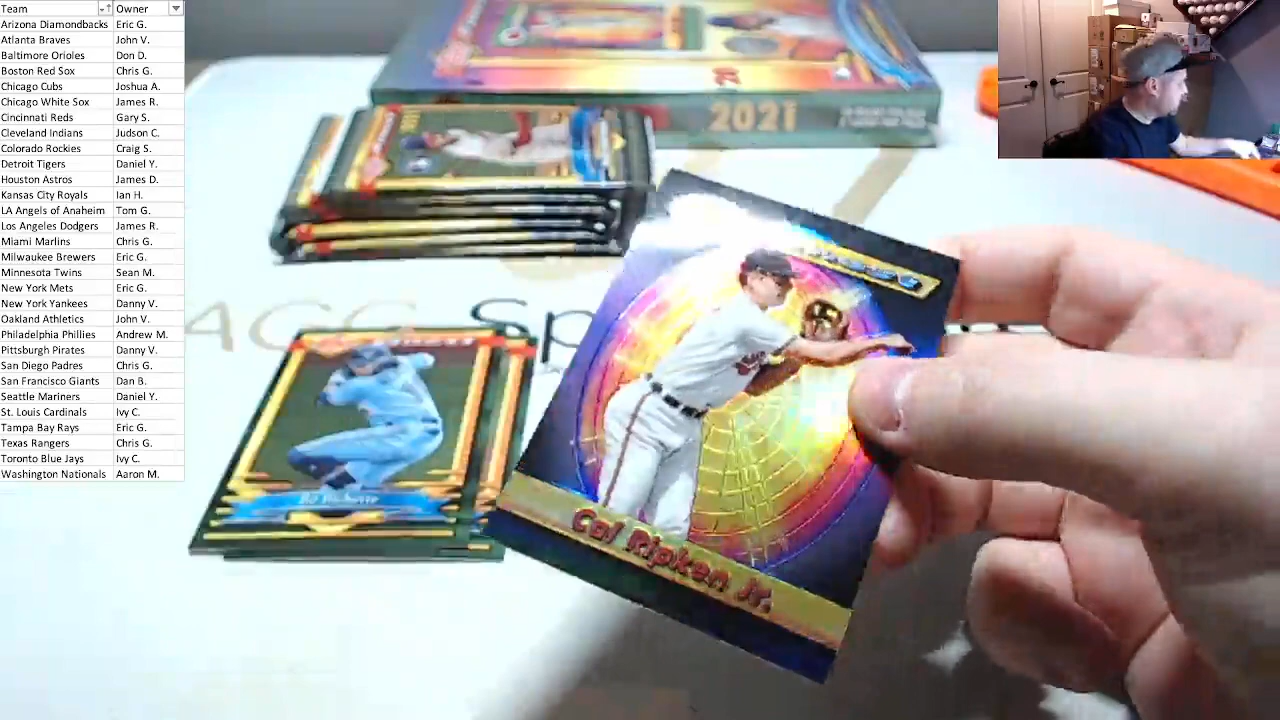 Team Owner
Arizona Diamondbacks Eric G.
Atlanta Braves John V.
Baltimore Orioles Don D.
Boston Red Sox Chris G.
Chicago Cubs Joshua A.
Chicago White Sox James R.
Cincinnati Reds Gary S.
Cleveland Indians Judson C.
Colorado Rockies Craig S.
Detroit Tigers Daniel Y.
Houston Astros James D.
Kansas City Royals Ian H.
LA Angels of Anaheim Tom G.
Los Angeles Dodgers James R.
Miami Marlins Chris G.
Milwaukee Brewers Eric G.
Minnesota Twins Sean M.
New York Mets Eric G.
New York Yankees Danny V.
Oakland Athletics John V.
Philadelphia Phillies Andrew M.
Pittsburgh Pirates Danny V.
San Diego Padres Chris G.
San Francisco Giants Dan B.
Seattle Mariners Daniel Y.
St. Louis Cardinals Ivy C.
Tampa Bay Rays Eric G.
Texas Rangers Chris G.
Toronto Blue Jays Ivy C.
Washington Nationals Aaron M.
2021
ACC Sp
Bo Bichette
Cal Ripken Jr.